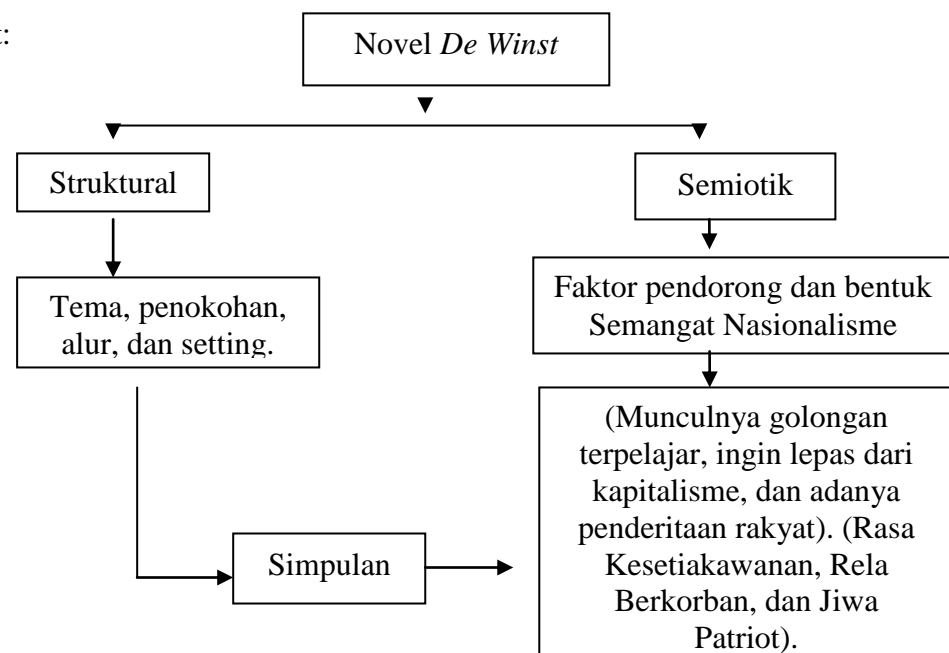 t:
Novel De Winst
Struktural
Semiotik
Tema, penokohan,
alur, dan setting.
Faktor pendorong dan bentuk
Semangat Nasionalisme
(Munculnya golongan
terpelajar, ingin lepas dari
kapitalisme, dan adanya
penderitaan rakyat). (Rasa
Kesetiakawanan, Rela
Berkorban, dan Jiwa
Patriot).
Simpulan